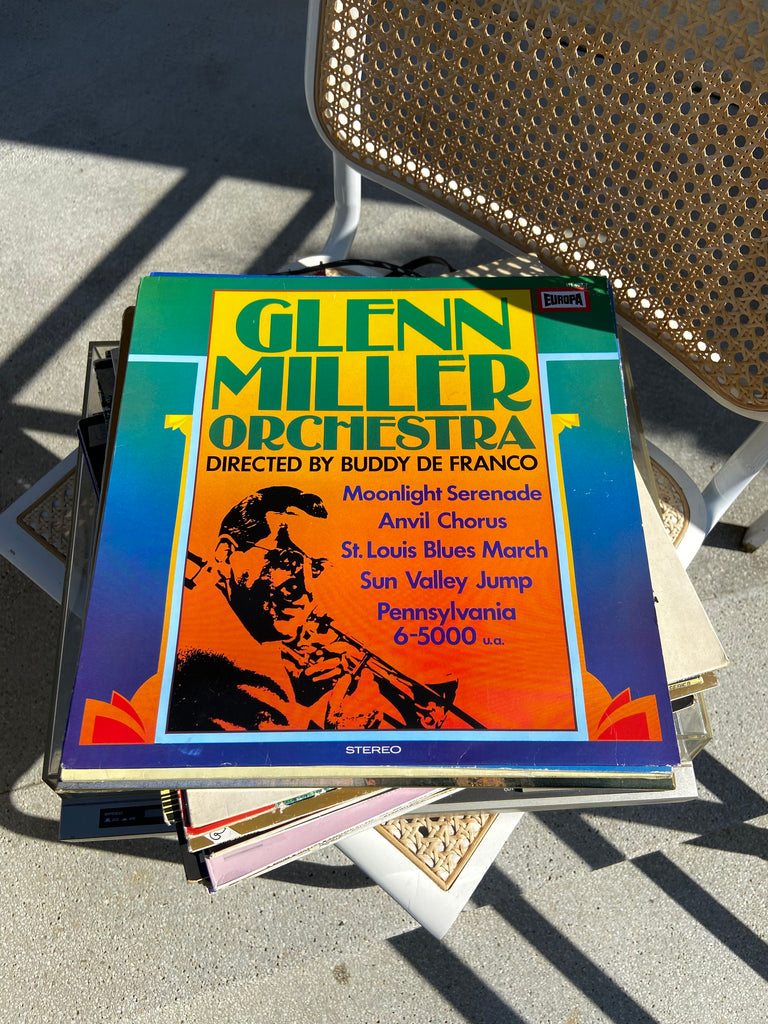 EUROPA
GLENN
MILLER
ORCHESTRA
DIRECTED BY BUDDY DE FRANCO
Moonlight Serenade
Anvil Chorus
St. Louis Blues March
Sun Valley Jump
Pennsylvania
6-5000 u.a.
STEREO